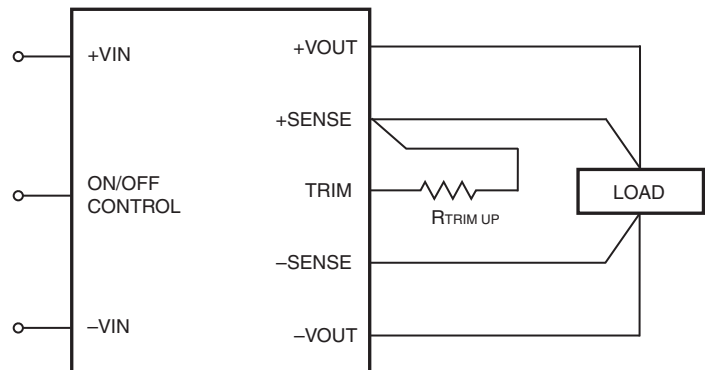 +VIN
+VOUT
+SENSE
ON/OFF
CONTROL
TRIM
RTRIM UP
LOAD
–SENSE
–VIN
–VOUT